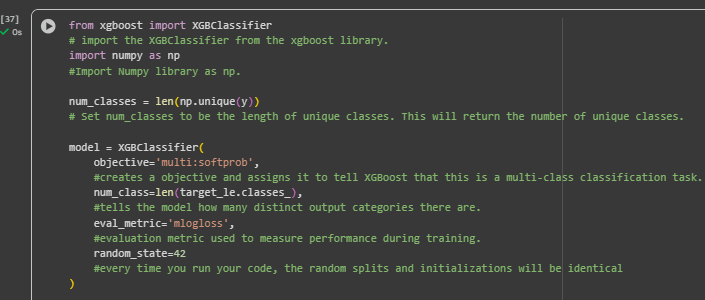 [37]
0s
from xgboost import XGBClassifier
# import the XGBClassifier from the xgboost library.
import numpy as np
#Import Numpy library as np.
num_classes = len(np.unique(y))
# Set num_classes to be the length of unique classes. This will return the number of unique classes.
model = XGBClassifier(
    objective='multi:softprob',
    #creates a objective and assigns it to tell XGBoost that this is a multi-class classification task.
    num_class=len(target_le.classes_),
    #tells the model how many distinct output categories there are.
    eval_metric='mlogloss',
    #evaluation metric used to measure performance during training.
    random_state=42
    #every time you run your code, the random splits and initializations will be identical
)